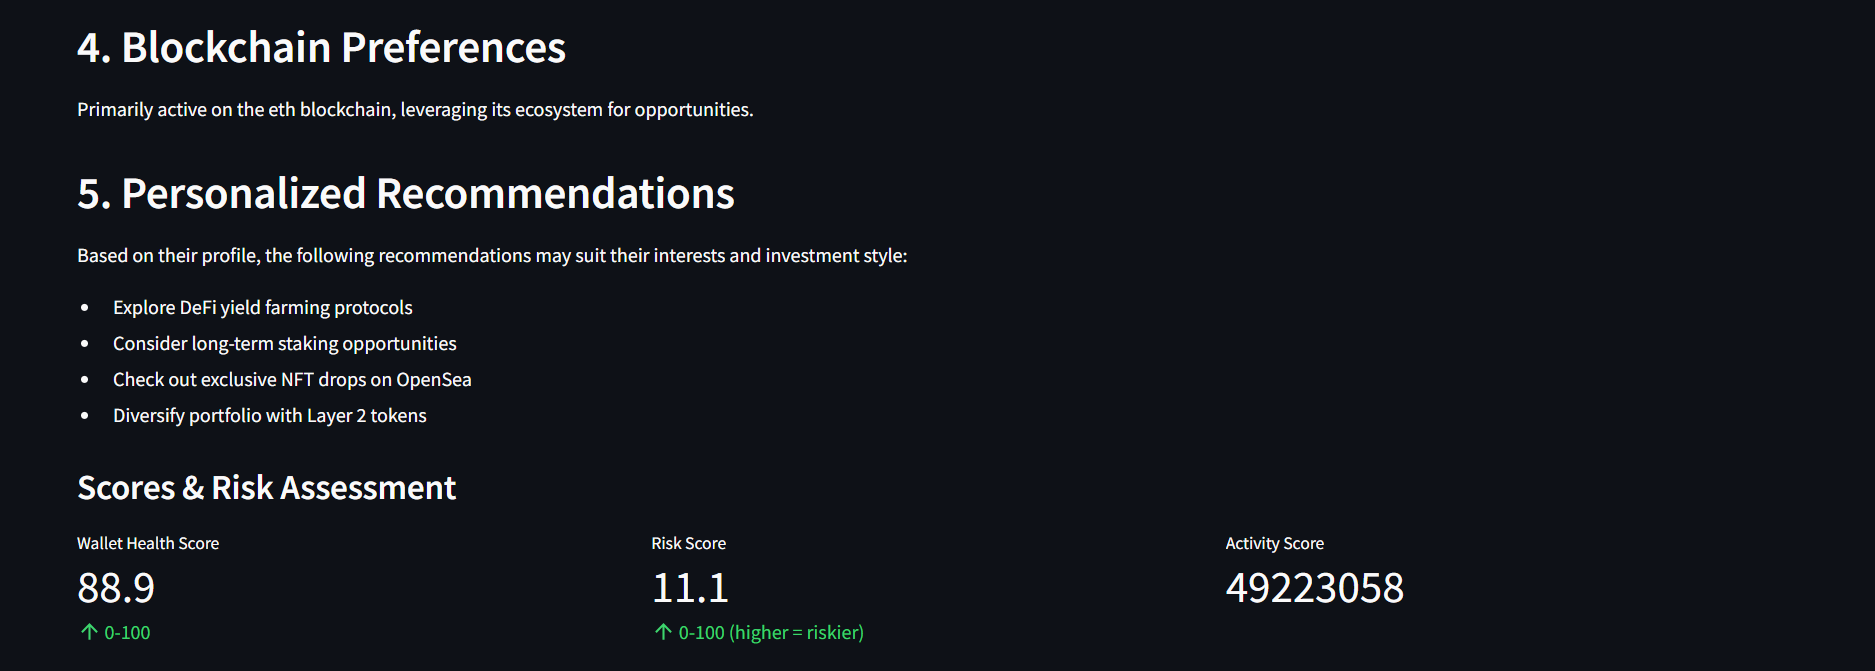 4. Blockchain Preferences
Primarily active on the eth blockchain, leveraging its ecosystem for opportunities.
5. Personalized Recommendations
Based on their profile, the following recommendations may suit their interests and investment style:
• Explore DeFi yield farming protocols
• Consider long-term staking opportunities
• Check out exclusive NFT drops on OpenSea
• Diversify portfolio with Layer 2 tokens
Scores & Risk Assessment
Wallet Health Score
88.9
↑ 0-100
Risk Score
11.1
↑ 0-100 (higher = riskier)
Activity Score
49223058